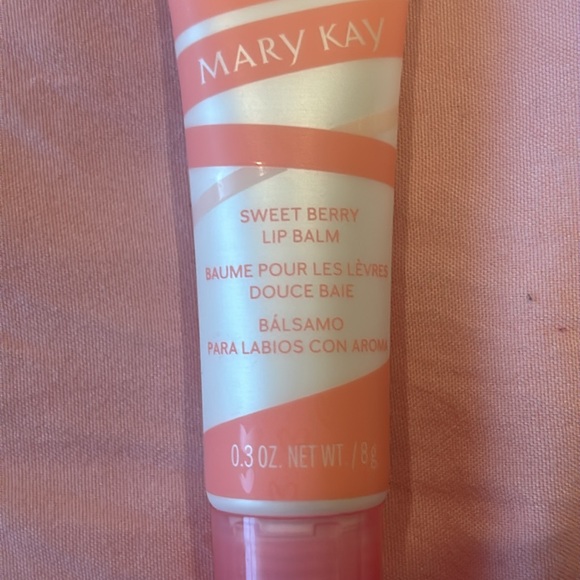 MARY KAY
SWEET BERRY
LIP BALM
BAUME POUR LES LÈVRES
DOUCE BAIE
BÁLSAMO
PARA LABIOS CON AROMA
0.3 OZ. NET WT / 8 g